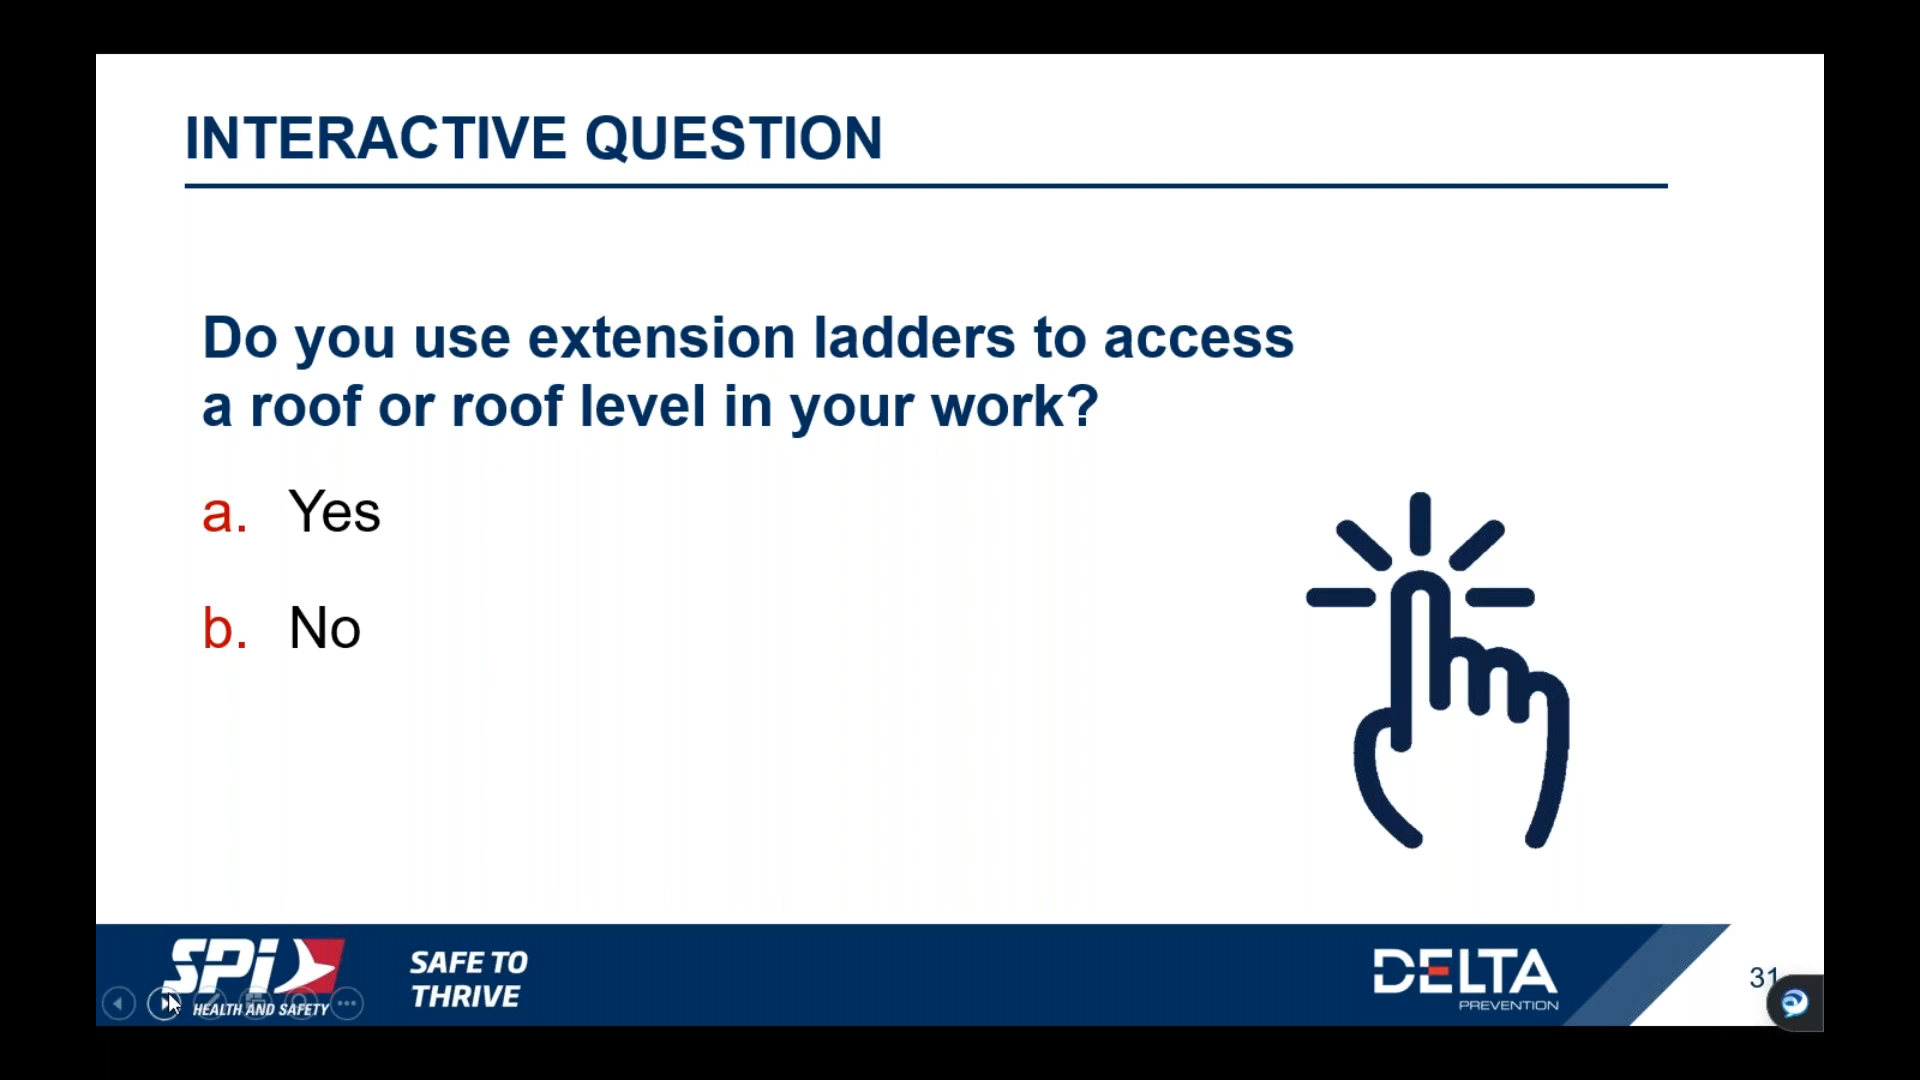 INTERACTIVE QUESTION
Do you use extension ladders to access
a roof or roof level in your work?
a. Yes
b. No
SPi
HEALTH AND SAFETY
SAFE TO
THRIVE
DELTA
PREVENTION
31